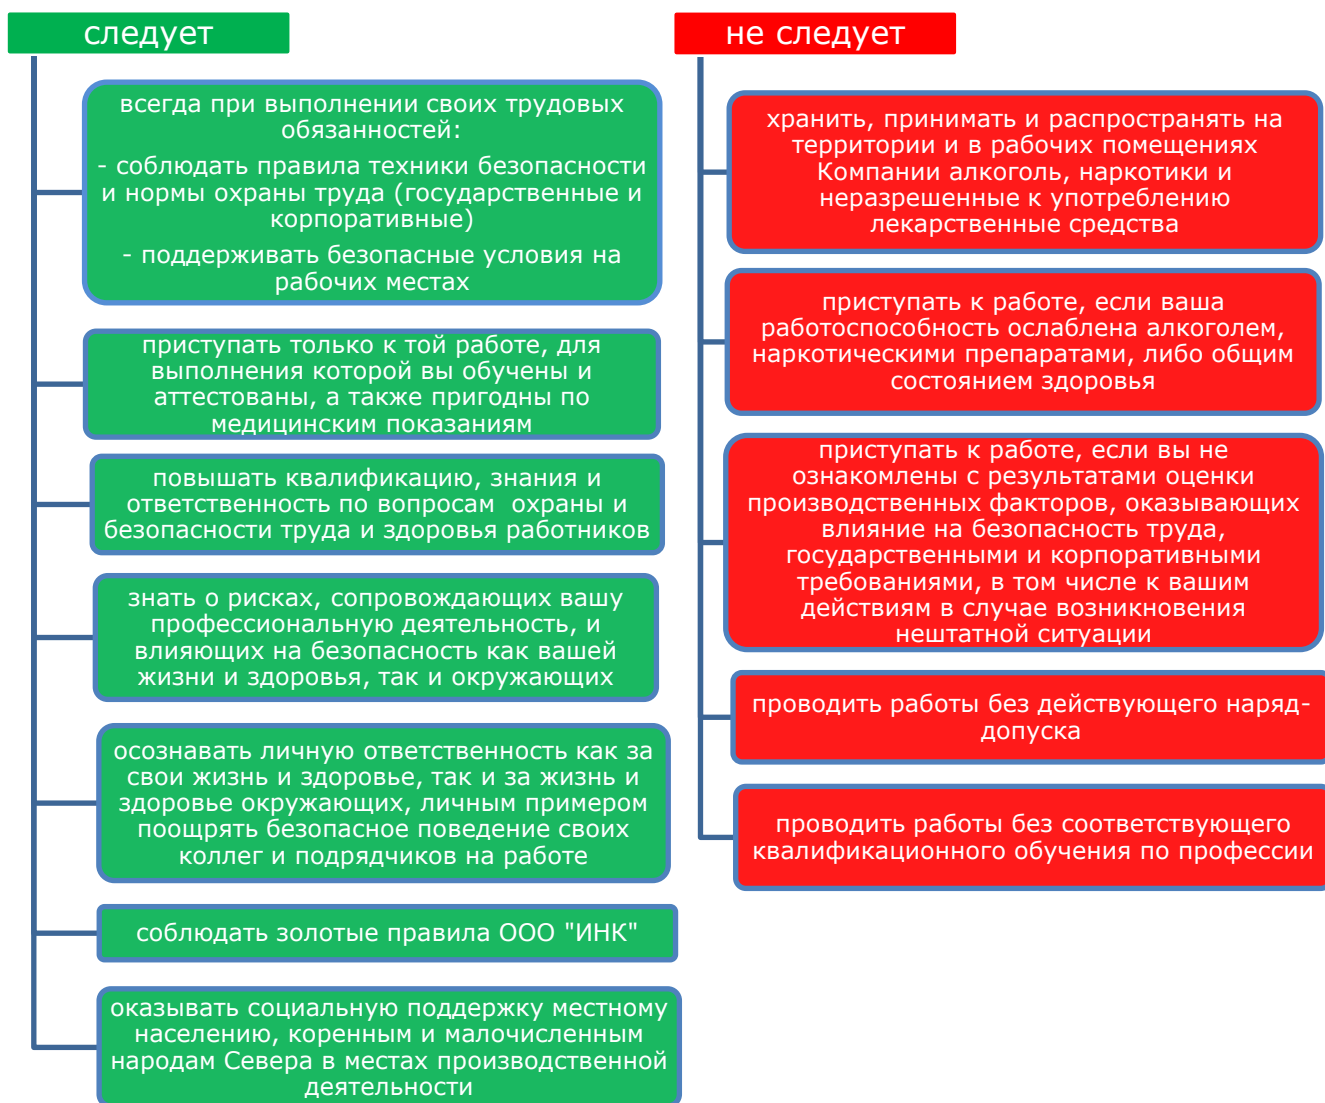 следует
всегда при выполнении своих трудовых
обязанностей:
- соблюдать правила техники безопасности
и нормы охраны труда (государственные и
корпоративные)
- поддерживать безопасные условия на
рабочих местах
приступать только к той работе, для
выполнения которой вы обучены и
аттестованы, а также пригодны по
медицинским показаниям
повышать квалификацию, знания и
ответственность по вопросам  охраны и
безопасности труда и здоровья работников
знать о рисках, сопровождающих вашу
профессиональную деятельность, и
влияющих на безопасность как вашей
жизни и здоровья, так и окружающих
осознавать личную ответственность как за
свои жизнь и здоровье, так и за жизнь и
здоровье окружающих, личным примером
поощрять безопасное поведение своих
коллег и подрядчиков на работе
соблюдать золотые правила ООО "ИНК"
оказывать социальную поддержку местному
населению, коренным и малочисленным
народам Севера в местах производственной
деятельности
не следует
хранить, принимать и распространять на
территории и в рабочих помещениях
Компании алкоголь, наркотики и
неразрешенные к употреблению
лекарственные средства
приступать к работе, если ваша
работоспособность ослаблена алкоголем,
наркотическими препаратами, либо общим
состоянием здоровья
приступать к работе, если вы не
ознакомлены с результатами оценки
производственных факторов, оказывающих
влияние на безопасность труда,
государственными и корпоративными
требованиями, в том числе к вашим
действиям в случае возникновения
нештатной ситуации
проводить работы без действующего наряд-
допуска
проводить работы без соответствующего
квалификационного обучения по профессии